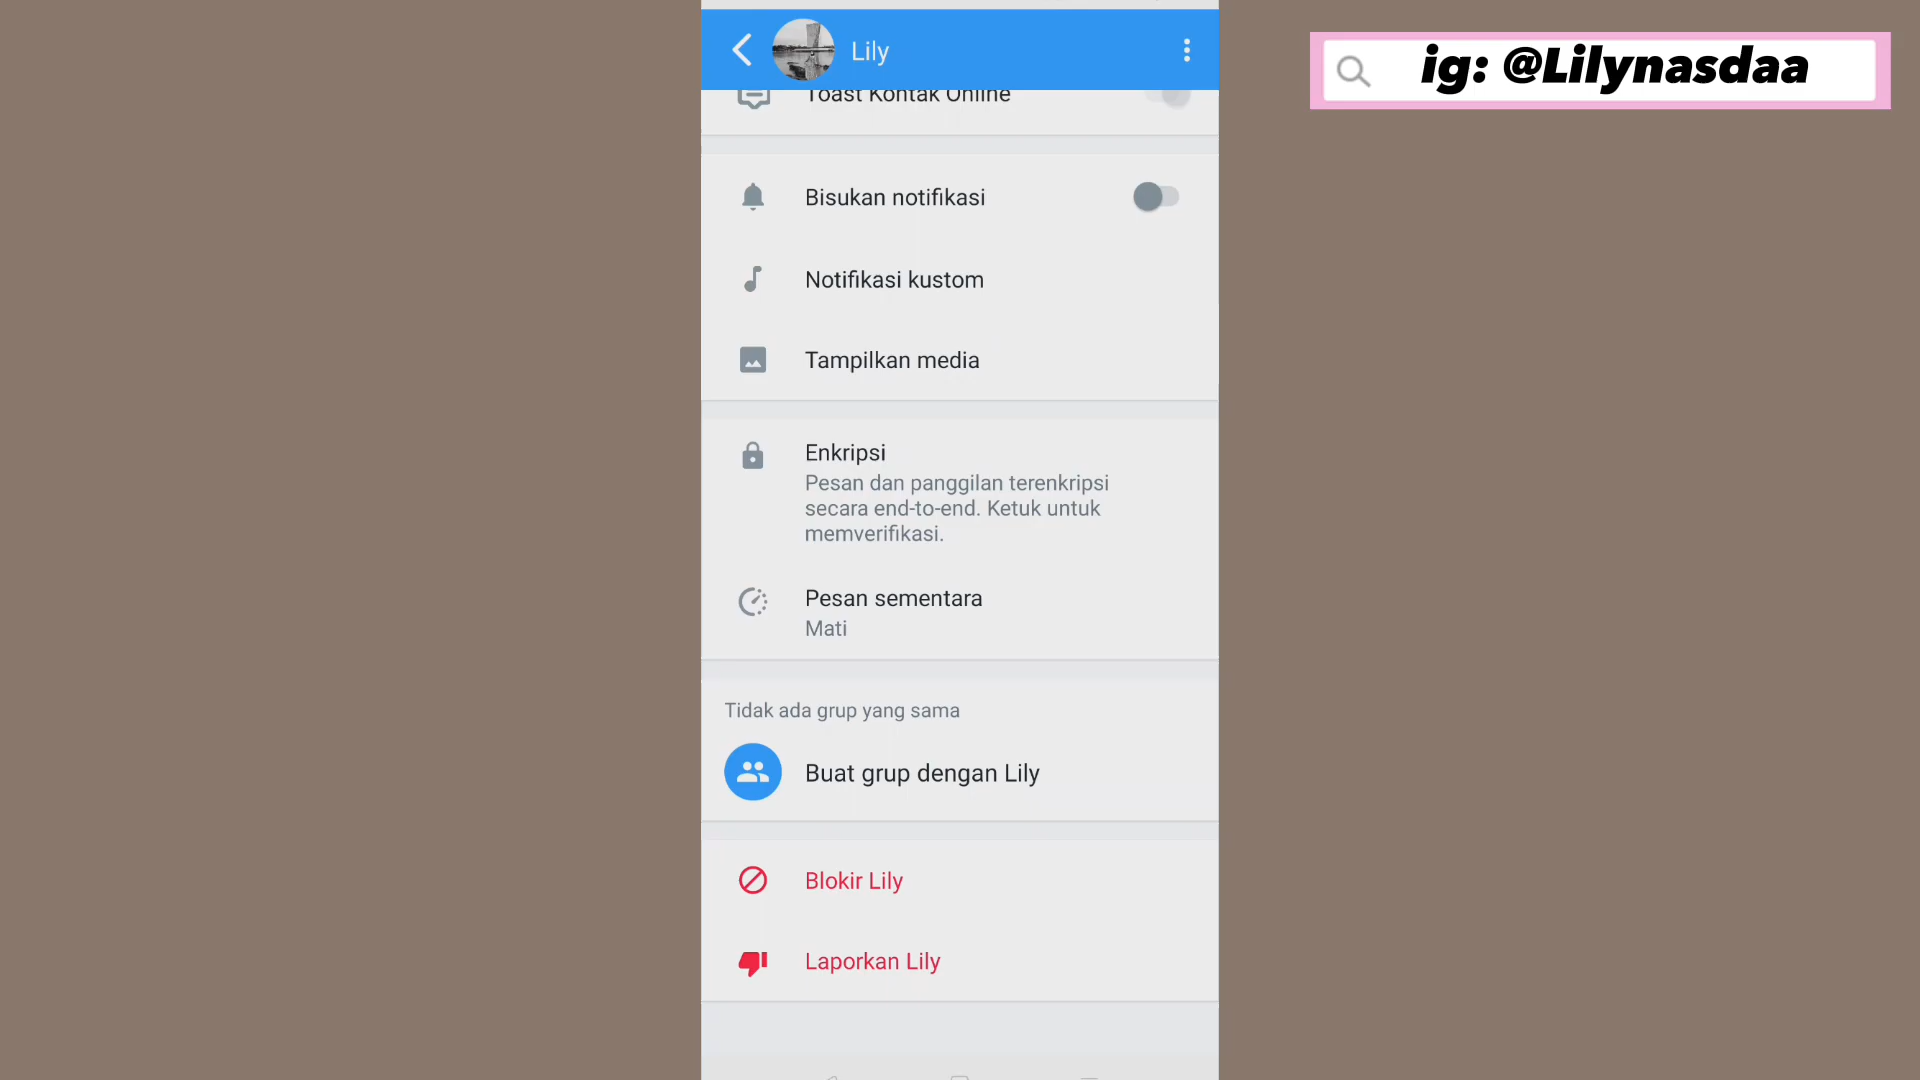 Lily
ig: @Lilynasdaa
Toast Kontak Online
Bisukan notifikasi
Notifikasi kustom
Tampilkan media
Enkripsi
Pesan dan panggilan terenkripsi
secara end-to-end. Ketuk untuk
memverifikasi.
Pesan sementara
Mati
Tidak ada grup yang sama
Buat grup dengan Lily
Blokir Lily
Laporkan Lily